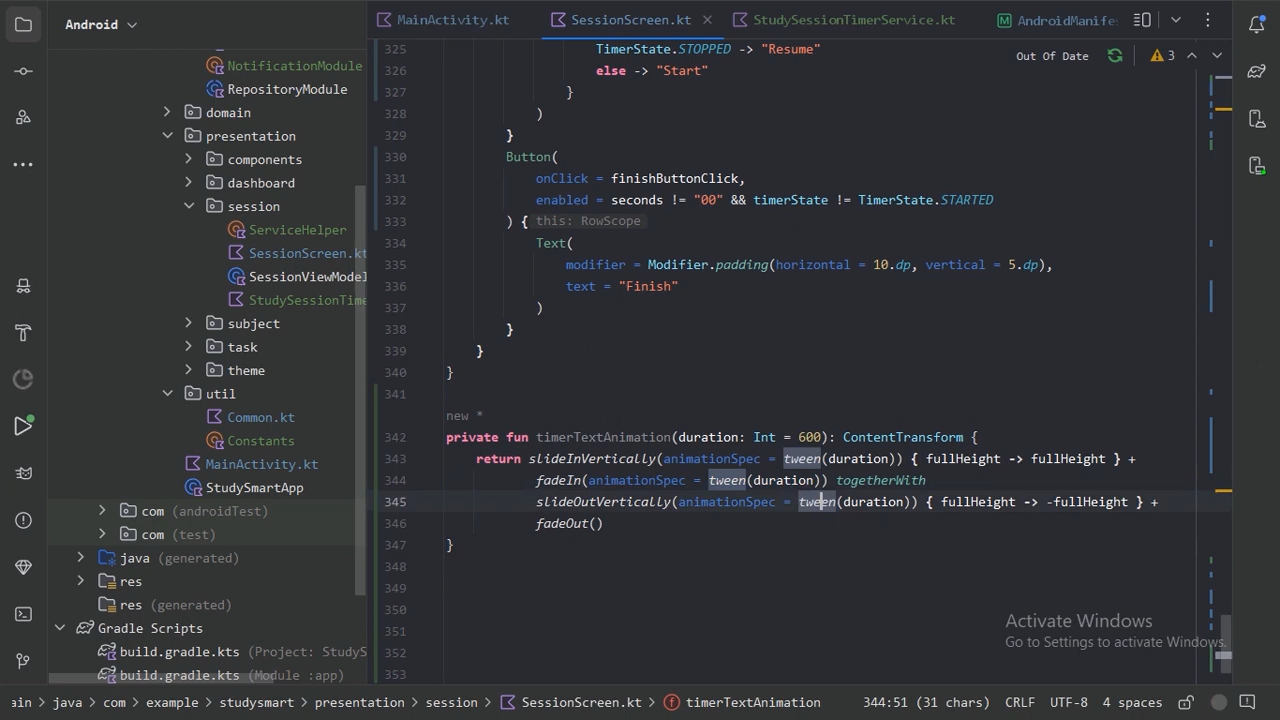 Android
MainActivity.kt
SessionScreen.kt
StudySessionTimerService.kt
AndroidManifes
Out Of Date
3
NotificationModule
RepositoryModule
domain
presentation
components
dashboard
session
ServiceHelper
SessionScreen.kt
SessionViewModel
StudySessionTime
subject
task
theme
util
Common.kt
Constants
MainActivity.kt
StudySmartApp
com (androidTest)
com (test)
java (generated)
res
res (generated)
Gradle Scripts
build.gradle.kts (Project: StudyS
build.gradle.kts (Module :app)
325 TimerState.STOPPED -> "Resume"
326 else -> "Start"
327 }
328 )
329 }
330 Button(
331 onClick = finishButtonClick,
332 enabled = seconds != "00" && timerState != TimerState.STARTED
333 ) { this: RowScope
334 Text(
335 modifier = Modifier.padding(horizontal = 10.dp, vertical = 5.dp),
336 text = "Finish"
337 )
338 }
339 }
340 }
341
new *
342 private fun timerTextAnimation(duration: Int = 600): ContentTransform {
343 return slideInVertically(animationSpec = tween(duration)) { fullHeight -> fullHeight } +
344 fadeIn(animationSpec = tween(duration)) togetherWith
345 slideOutVertically(animationSpec = tween(duration)) { fullHeight -> -fullHeight } +
346 fadeOut()
347 }
348
349
350
351
352
353
Activate Windows
Go to Settings to activate Windows.
ain > java > com > example > studysmart > presentation > session > SessionScreen.kt > timerTextAnimation
344:51 (31 chars) CRLF UTF-8 4 spaces